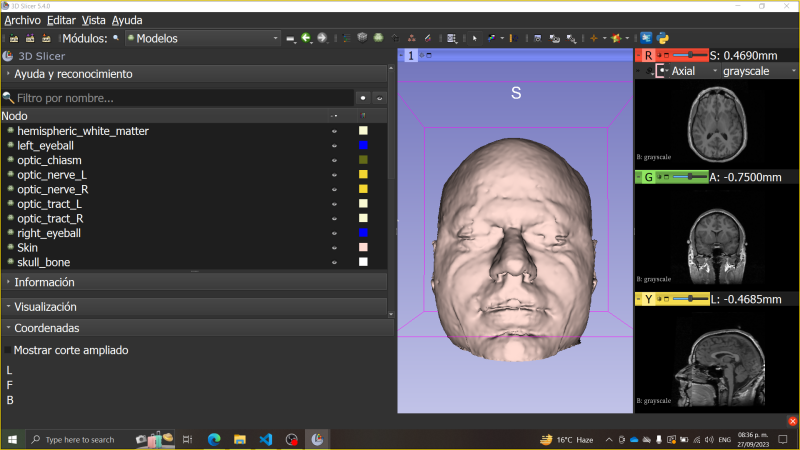 3D Slicer 5.4.0
Archivo Editar Vista Ayuda
Módulos: Modelos
3D Slicer
Ayuda y reconocimiento
Filtro por nombre...
Nodo
hemispheric_white_matter
left_eyeball
optic_chiasm
optic_nerve_L
optic_nerve_R
optic_tract_L
optic_tract_R
right_eyeball
Skin
skull_bone
Información
Visualización
Coordenadas
Mostrar corte ampliado
L
F
B
1
S
R S: 0.4690mm
Axial grayscale
B: grayscale
G A: -0.7500mm
B: grayscale
Y L: -0.4685mm
B: grayscale
Type here to search
16°C Haze
ENG
08:36 p. m.
27/09/2023